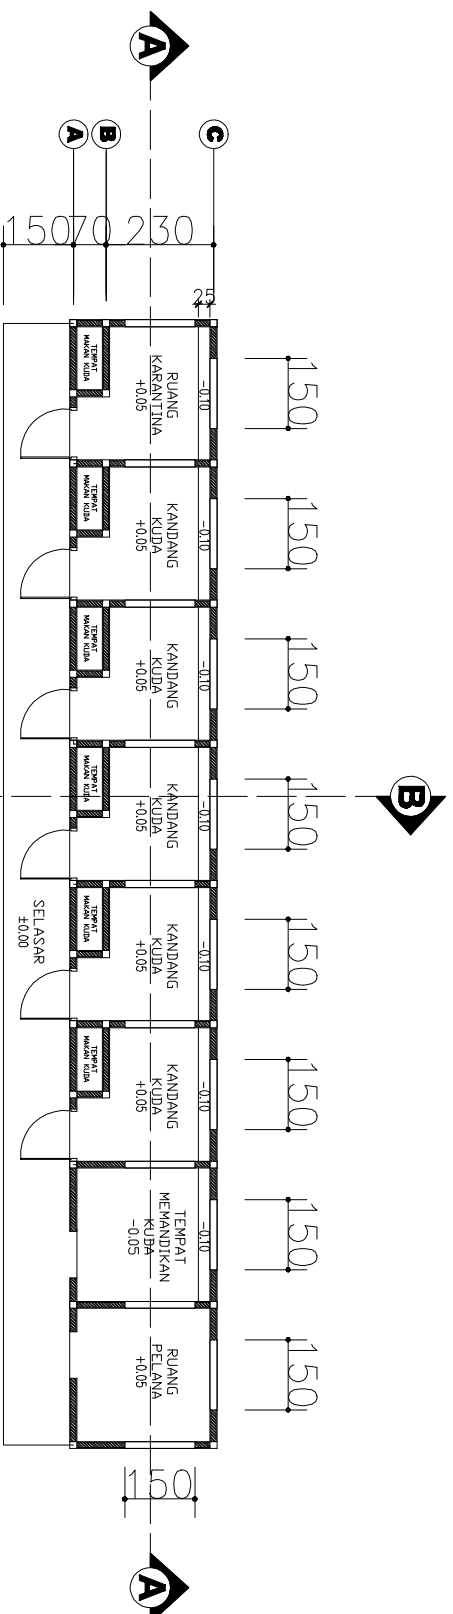 A
C
B
A
150 70 230
25
150
RUANG
KARANTINA
+0.05
-0.10
TEMPAT
MAKAN KUDA
150
KANDANG
KUDA
+0.05
-0.10
TEMPAT
MAKAN KUDA
150
KANDANG
KUDA
+0.05
-0.10
TEMPAT
MAKAN KUDA
150
B
KANDANG
KUDA
+0.05
-0.10
TEMPAT
MAKAN KUDA
150
KANDANG
KUDA
+0.05
-0.10
TEMPAT
MAKAN KUDA
SELASAR
±0.00
150
KANDANG
KUDA
+0.05
-0.10
TEMPAT
MAKAN KUDA
150
TEMPAT
MEMANDIKAN
KUDA
-0.05
-0.10
150
RUANG
PELANA
+0.05
150
A